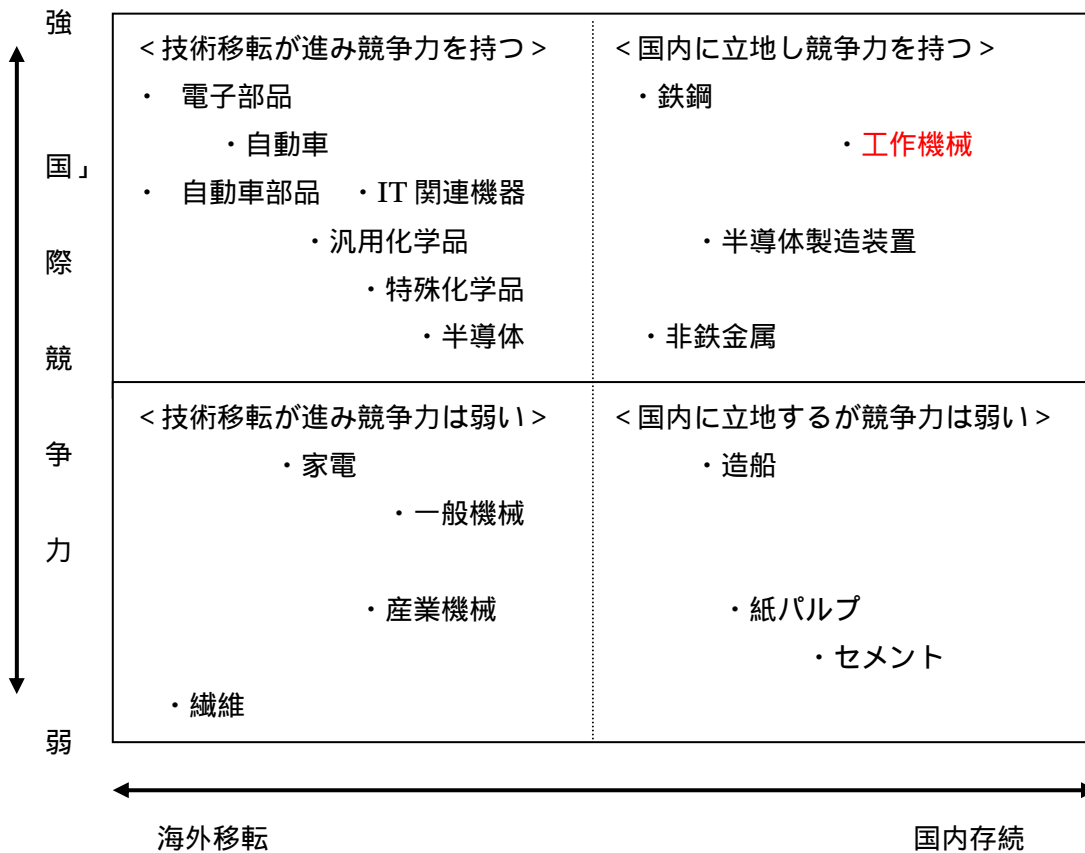 強
国」
際
競
争
力
弱
<技術移転が進み競争力を持つ>
・ 電子部品
・自動車
・ 自動車部品 ・IT関連機器
・汎用化学品
・特殊化学品
・半導体
<国内に立地し競争力を持つ>
・鉄鋼
・工作機械
・半導体製造装置
・非鉄金属
<技術移転が進み競争力は弱い>
・家電
・一般機械
・産業機械
・繊維
<国内に立地するが競争力は弱い>
・造船
・紙パルプ
・セメント
海外移転
国内存続